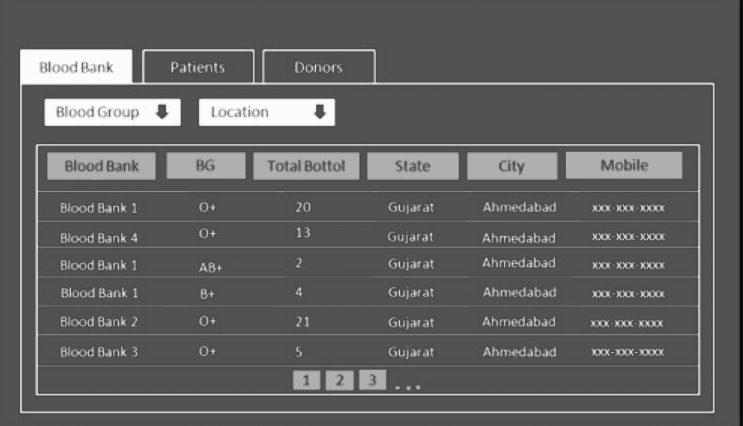 Blood Bank Patients Donors
Blood Group Location
Blood Bank BG Total Bottol State City Mobile
Blood Bank 1 O+ 20 Gujarat Ahmedabad xxx-xxx-xxxx
Blood Bank 4 O+ 13 Gujarat Ahmedabad xxx-xxx-xxxx
Blood Bank 1 AB+ 2 Gujarat Ahmedabad xxx-xxx-xxxx
Blood Bank 1 B+ 4 Gujarat Ahmedabad xxx-xxx-xxxx
Blood Bank 2 O+ 21 Gujarat Ahmedabad xxx-xxx-xxxx
Blood Bank 3 O+ 5 Gujarat Ahmedabad xxx-xxx-xxxx
1 2 3 ...